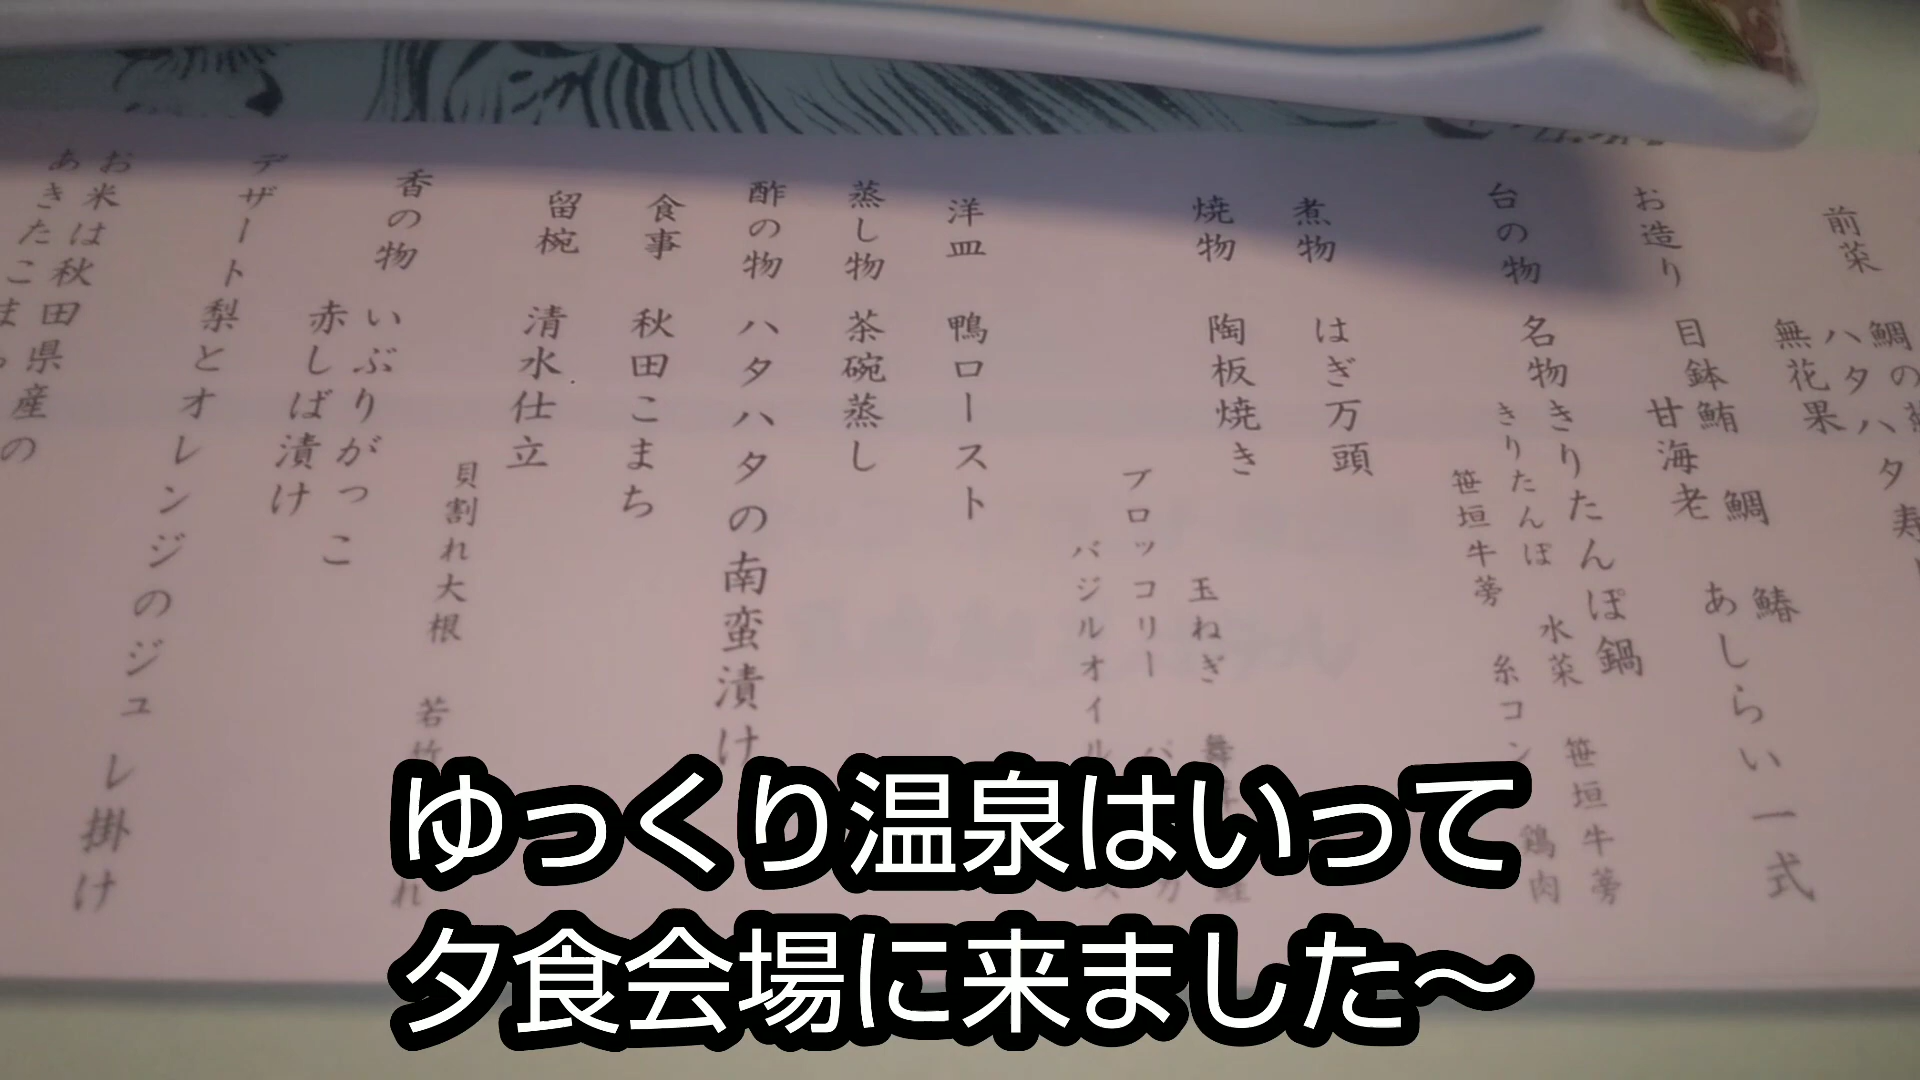 前菜
無花果
お造り
目鉢鮪 鯛 鰆
甘海老 あしらい一式
台の物
名物きりたんぽ鍋
きりたんぽ 水菜 笹垣牛蒡
笹垣牛蒡 糸コン 鶏肉
煮物
はぎ万頭
焼物
陶板焼き
玉ねぎ
ブロッコリー
バジルオイル
洋皿
鴨ロースト
蒸し物
茶碗蒸し
酢の物
ハタハタの南蛮漬け
食事
秋田こまち
留椀
清水仕立
貝割れ大根
香の物
いぶりがっこ
赤しば漬け
デザート
梨とオレンジのジュレ掛け
お米は秋田県産の
あきたこま
ゆっくり温泉はいって
夕食会場に来ました～